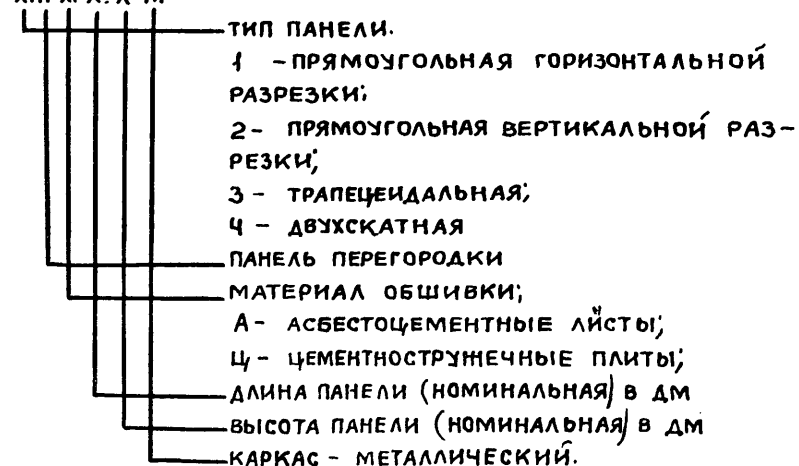 ТИП ПАНЕЛИ.
1 - ПРЯМОУГОЛЬНАЯ ГОРИЗОНТАЛЬНОЙ
РАЗРЕЗКИ;
2- ПРЯМОУГОЛЬНАЯ ВЕРТИКАЛЬНОЙ РАЗ-
РЕЗКИ;
3 - ТРАПЕЦЕИДАЛЬНАЯ;
4 - ДВУХСКАТНАЯ
ПАНЕЛЬ ПЕРЕГОРОДКИ
МАТЕРИАЛ ОБШИВКИ;
А- АСБЕСТОЦЕМЕНТНЫЕ ЛИСТЫ;
Ц- ЦЕМЕНТНОСТРУЖЕЧНЫЕ ПЛИТЫ;
ДЛИНА ПАНЕЛИ (НОМИНАЛЬНАЯ) В ДМ
ВЫСОТА ПАНЕЛИ (НОМИНАЛЬНАЯ) В ДМ
КАРКАС - МЕТАЛЛИЧЕСКИЙ.